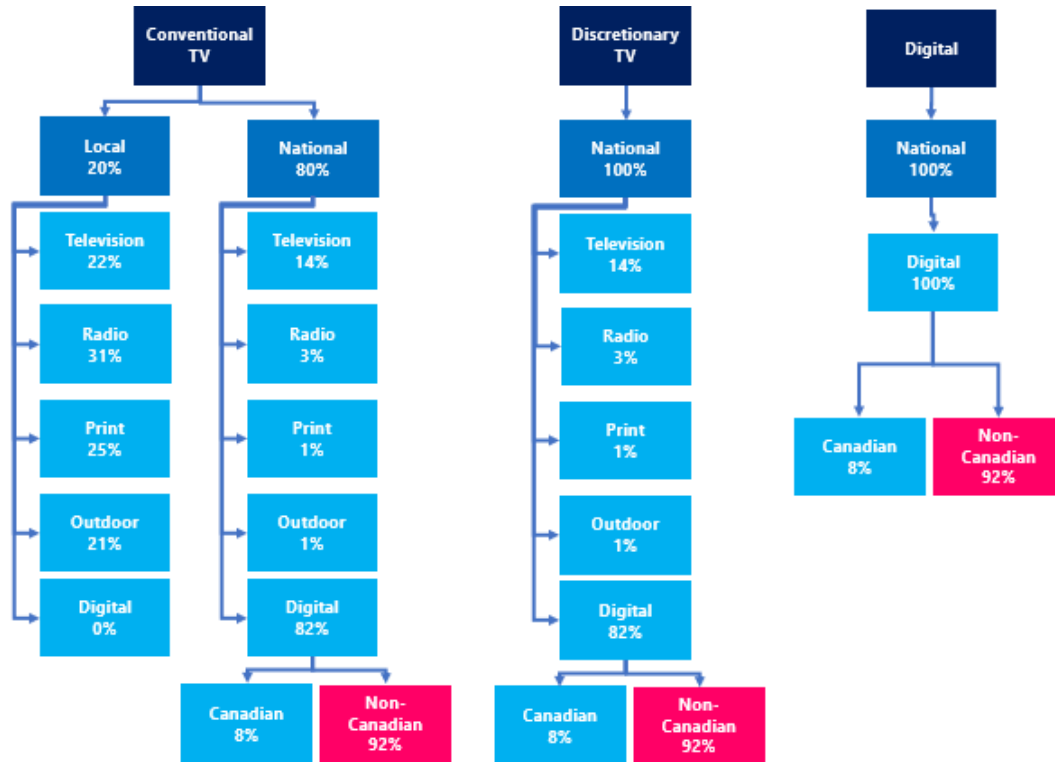 Conventional
TV
Local
20%
Television
22%
Radio
31%
Print
25%
Outdoor
21%
Digital
0%
National
80%
Television
14%
Radio
3%
Print
1%
Outdoor
1%
Digital
82%
Canadian
8%
Non-
Canadian
92%
Discretionary
TV
National
100%
Television
14%
Radio
3%
Print
1%
Outdoor
1%
Digital
82%
Canadian
8%
Non-
Canadian
92%
Digital
National
100%
Digital
100%
Canadian
8%
Non-
Canadian
92%